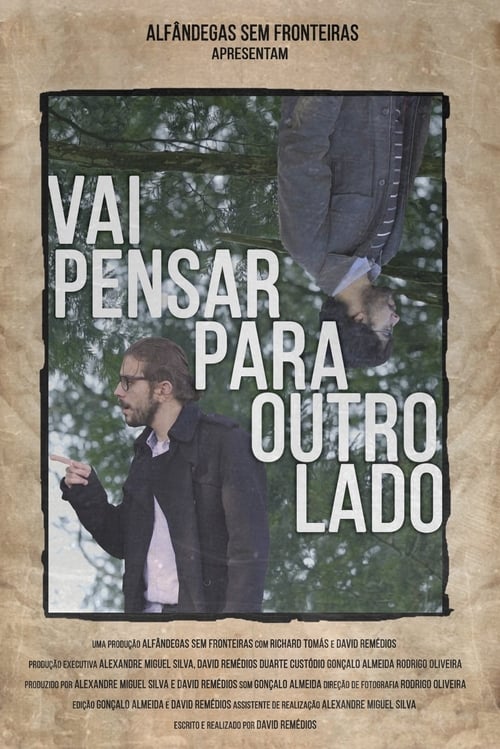 ALFÂNDEGAS SEM FRONTEIRAS
APRESENTAM
VAI
PENSAR
PARA
OUTRO
LADO
UMA PRODUÇÃO ALFÂNDEGAS SEM FRONTEIRAS COM RICHARD TOMÁS E DAVID REMÉDIOS
PRODUÇÃO EXECUTIVA ALEXANDRE MIGUEL SILVA, DAVID REMÉDIOS DUARTE CUSTÓDIO GONÇALO ALMEIDA RODRIGO OLIVEIRA
PRODUZIDO POR ALEXANDRE MIGUEL SILVA E DAVID REMÉDIOS SOM GONÇALO ALMEIDA DIREÇÃO DE FOTOGRAFIA RODRIGO OLIVEIRA
EDIÇÃO GONÇALO ALMEIDA E DAVID REMÉDIOS ASSISTENTE DE REALIZAÇÃO ALEXANDRE MIGUEL SILVA
ESCRITO E REALIZADO POR DAVID REMÉDIOS